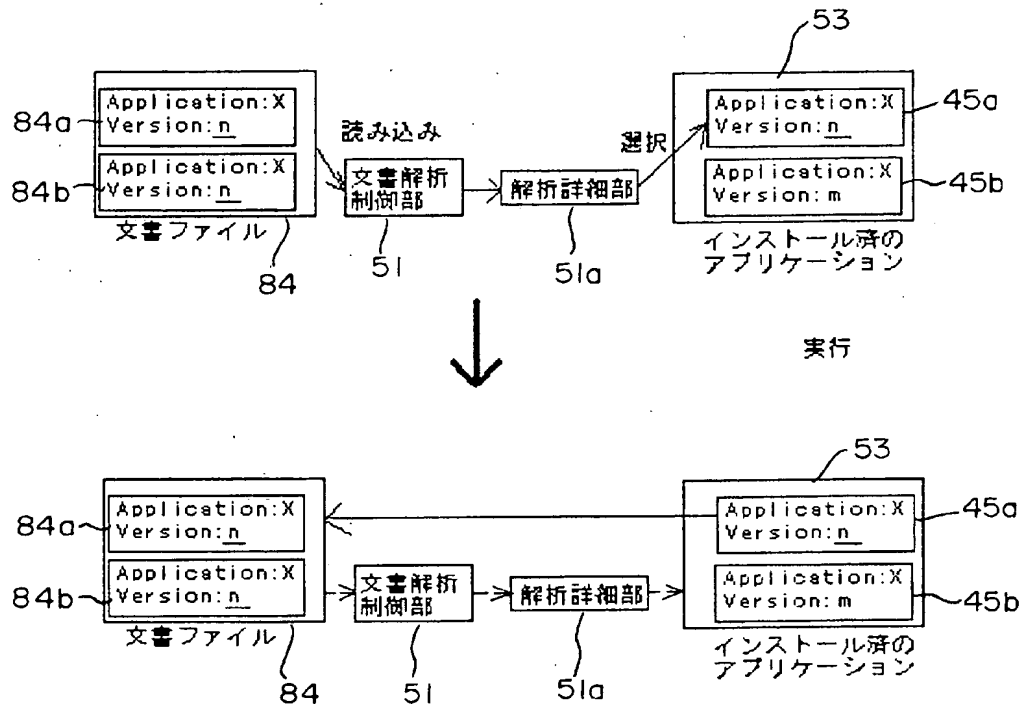 53
Application:X
Version:n
84a
Application:X
Version:n
84b
文書ファイル
84
読み込み
文書解析
制御部
51
解析詳細部
51a
選択
Application:X
Version:n
45a
Application:X
Version:m
45b
インストール済の
アプリケーション
実行
53
Application:X
Version:n
84a
Application:X
Version:n
84b
文書ファイル
84
文書解析
制御部
51
解析詳細部
51a
Application:X
Version:n
45a
Application:X
Version:m
45b
インストール済の
アプリケーション